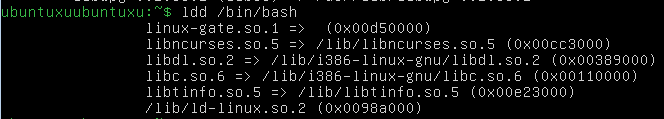 ubuntuxuubuntuxu:~$ ldd /bin/bash
linux-gate.so.1 => (0x00d50000)
libncurses.so.5 => /lib/libncurses.so.5 (0x00cc3000)
libdl.so.2 => /lib/i386-linux-gnu/libdl.so.2 (0x00389000)
libc.so.6 => /lib/i386-linux-gnu/libc.so.6 (0x00110000)
libtinfo.so.5 => /lib/libtinfo.so.5 (0x00e23000)
/lib/ld-linux.so.2 (0x0098a000)